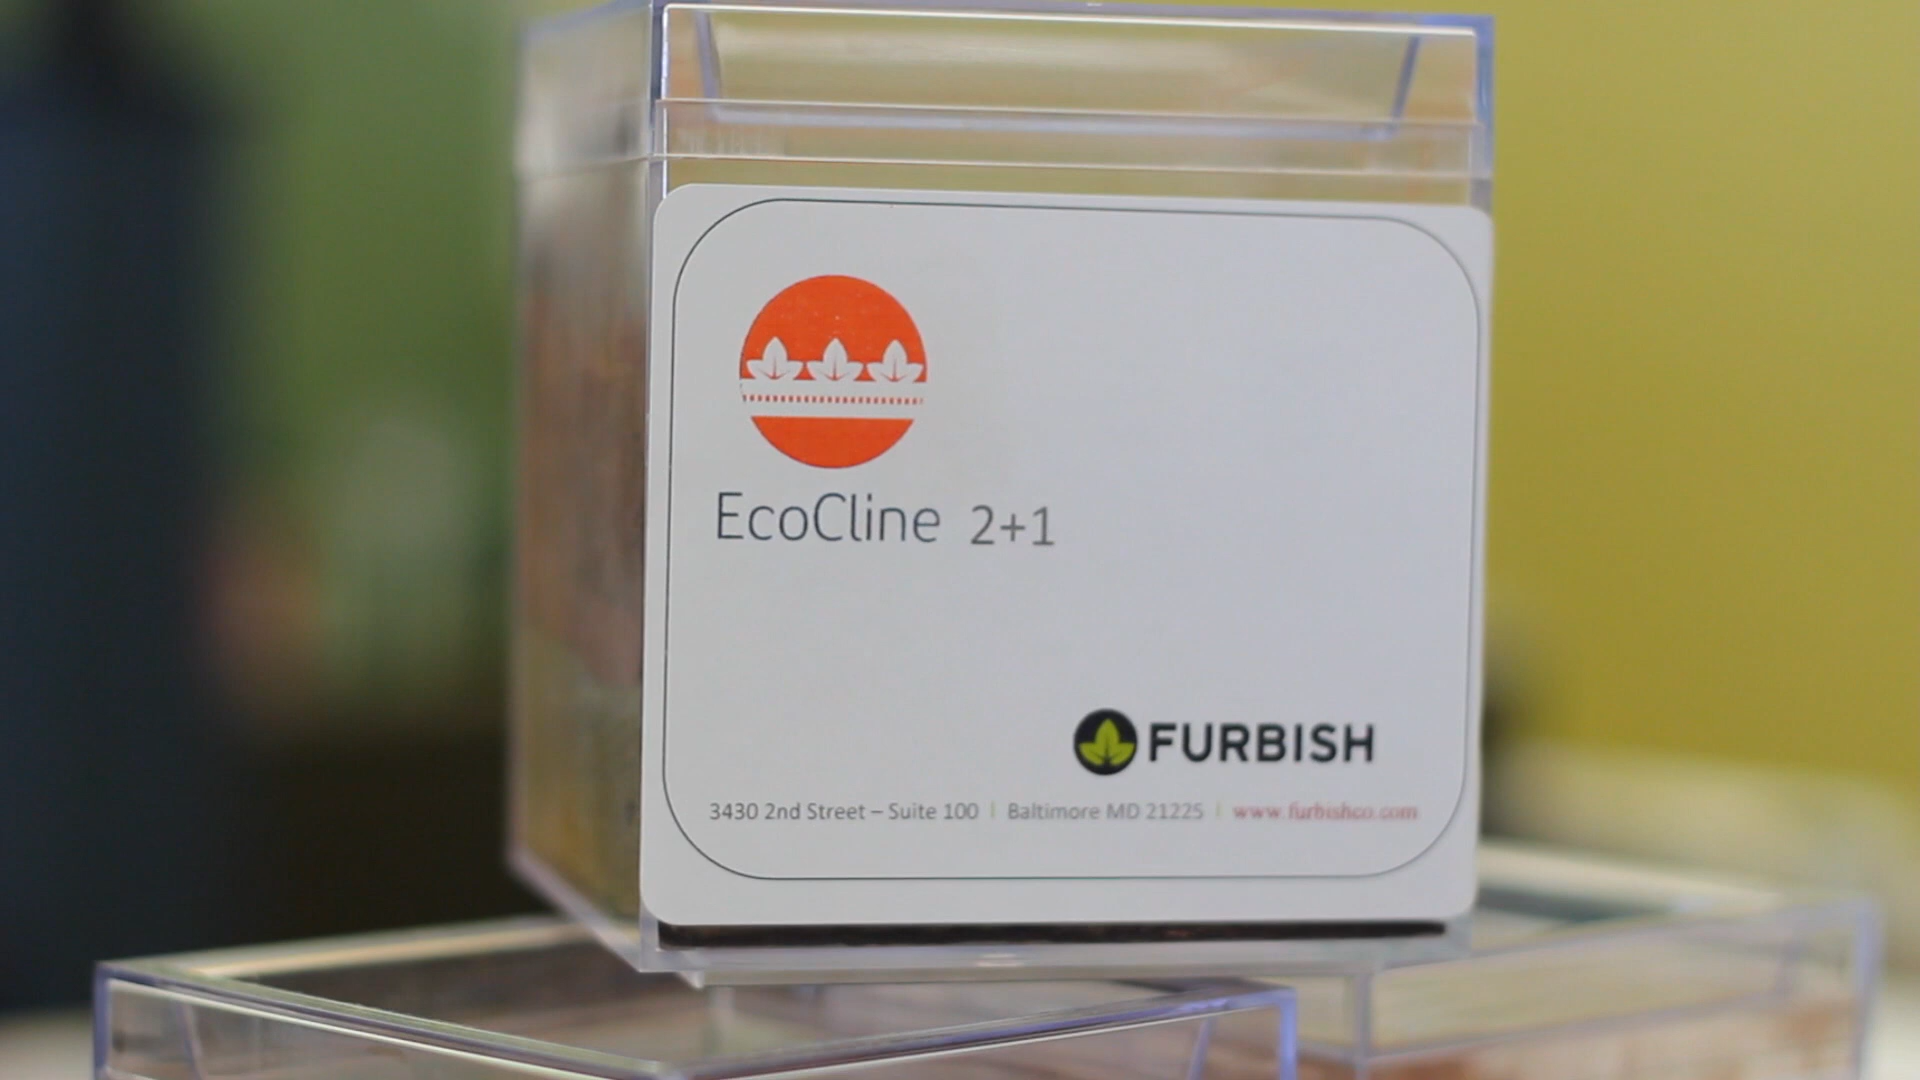 EcoCline 2+1
FURBISH
3430 2nd Street – Suite 100 | Baltimore MD 21225 | www.furbishco.com